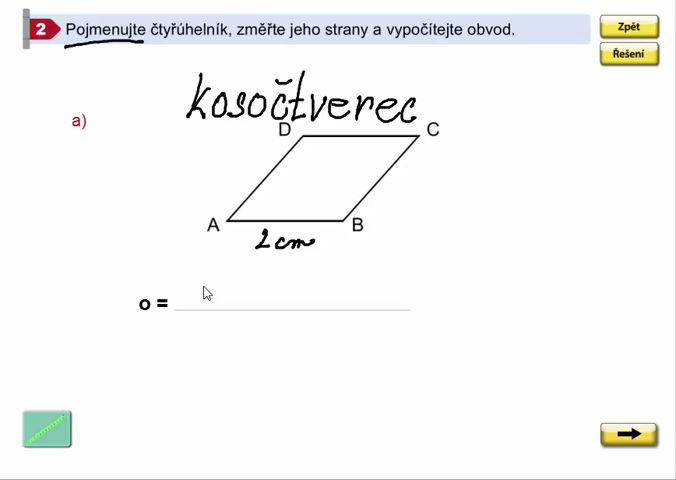 2 Pojmenujte čtyřúhelník, změřte jeho strany a vypočítejte obvod.
Zpět
Řešení
kosočtverec
a)
D C
A B
2 cm
o =